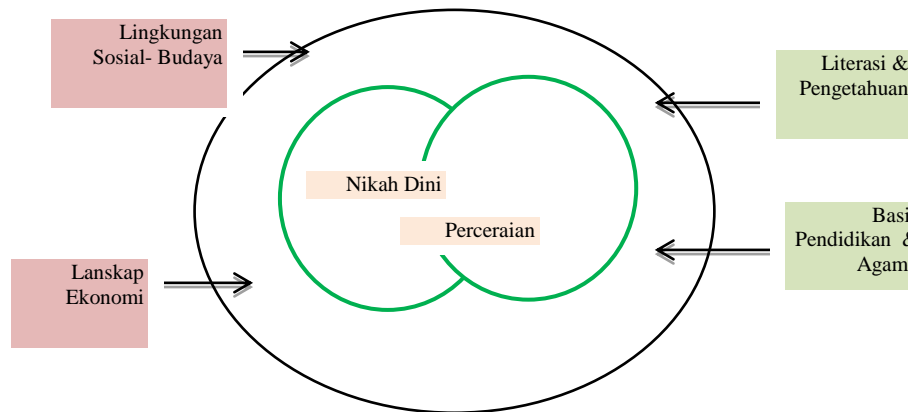 Lingkungan
Sosial- Budaya
Literasi &
Pengetahuan
Nikah Dini
Perceraian
Lanskap
Ekonomi
Basi
Pendidikan &
Agam